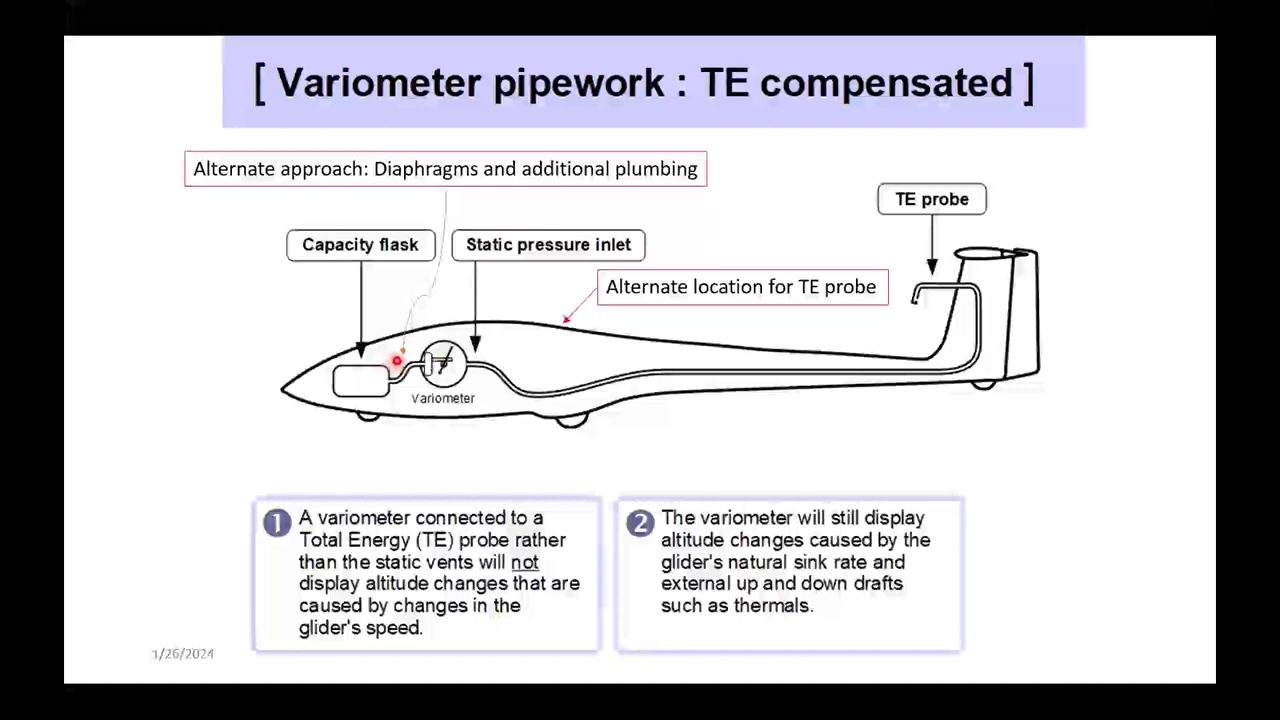 [ Variometer pipework : TE compensated ]
Alternate approach: Diaphragms and additional plumbing
TE probe
Capacity flask
Static pressure inlet
Alternate location for TE probe
Variometer
1 A variometer connected to a
Total Energy (TE) probe rather
than the static vents will not
display altitude changes that are
caused by changes in the
glider's speed.
2 The variometer will still display
altitude changes caused by the
glider's natural sink rate and
external up and down drafts
such as thermals.
1/26/2024